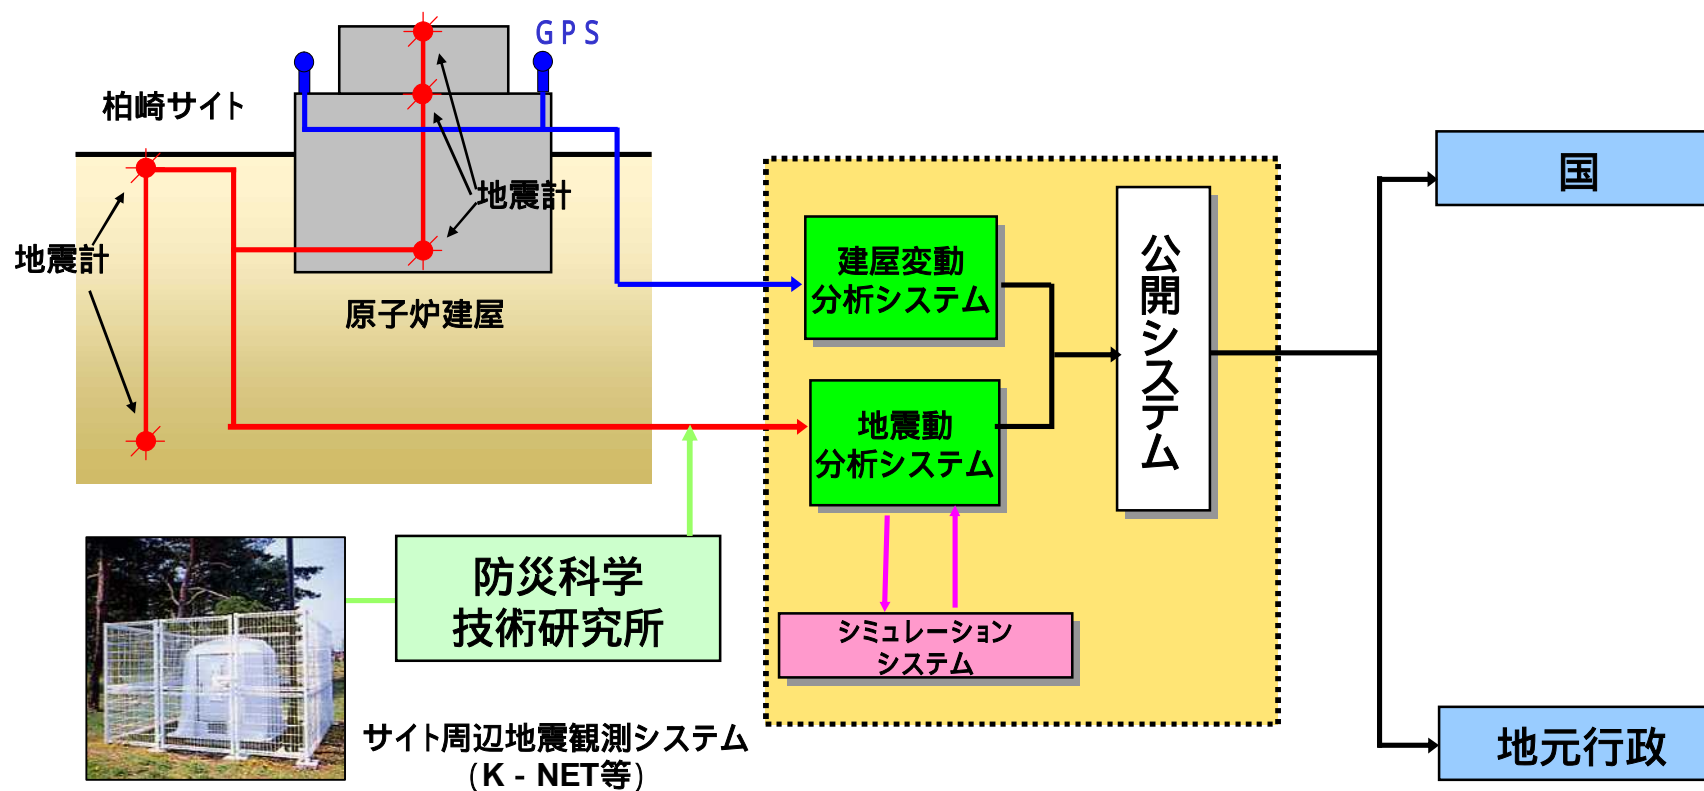 GPS
柏崎サイト
地震計
地震計
原子炉建屋
建屋変動
分析システム
地震動
分析システム
公開システム
国
防災科学
技術研究所
シミュレーション
システム
サイト周辺地震観測システム
(K - NET等)
地元行政